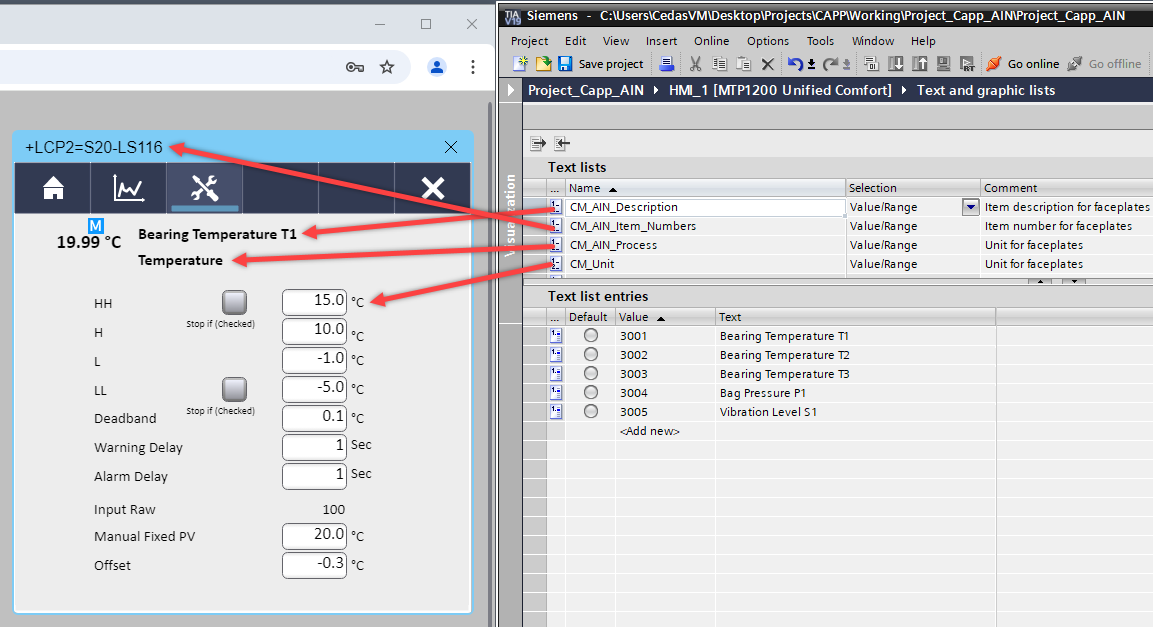 +LCP2=S20-LS116
M
19.99 °C
Bearing Temperature T1
Temperature
HH 15.0 °C
Stop if (Checked)
H 10.0 °C
L -1.0 °C
LL -5.0 °C
Stop if (Checked)
Deadband 0.1 °C
Warning Delay 1 Sec
Alarm Delay 1 Sec
Input Raw 100
Manual Fixed PV 20.0 °C
Offset -0.3 °C
TIA V19 Siemens - C:\Users\CedasVM\Desktop\Projects\CAPP\Working\Project_Capp_AIN\Project_Capp_AIN
Project Edit View Insert Online Options Tools Window Help
Save project Go online Go offline
Project_Capp_AIN HMI_1 [MTP1200 Unified Comfort] Text and graphic lists
Visualization
Text lists
... Name Selection Comment
CM_AIN_Description Value/Range Item description for faceplates
CM_AIN_Item_Numbers Value/Range Item number for faceplates
CM_AIN_Process Value/Range Unit for faceplates
CM_Unit Value/Range Unit for faceplates
Text list entries
... Default Value Text
3001 Bearing Temperature T1
3002 Bearing Temperature T2
3003 Bearing Temperature T3
3004 Bag Pressure P1
3005 Vibration Level S1
<Add new>